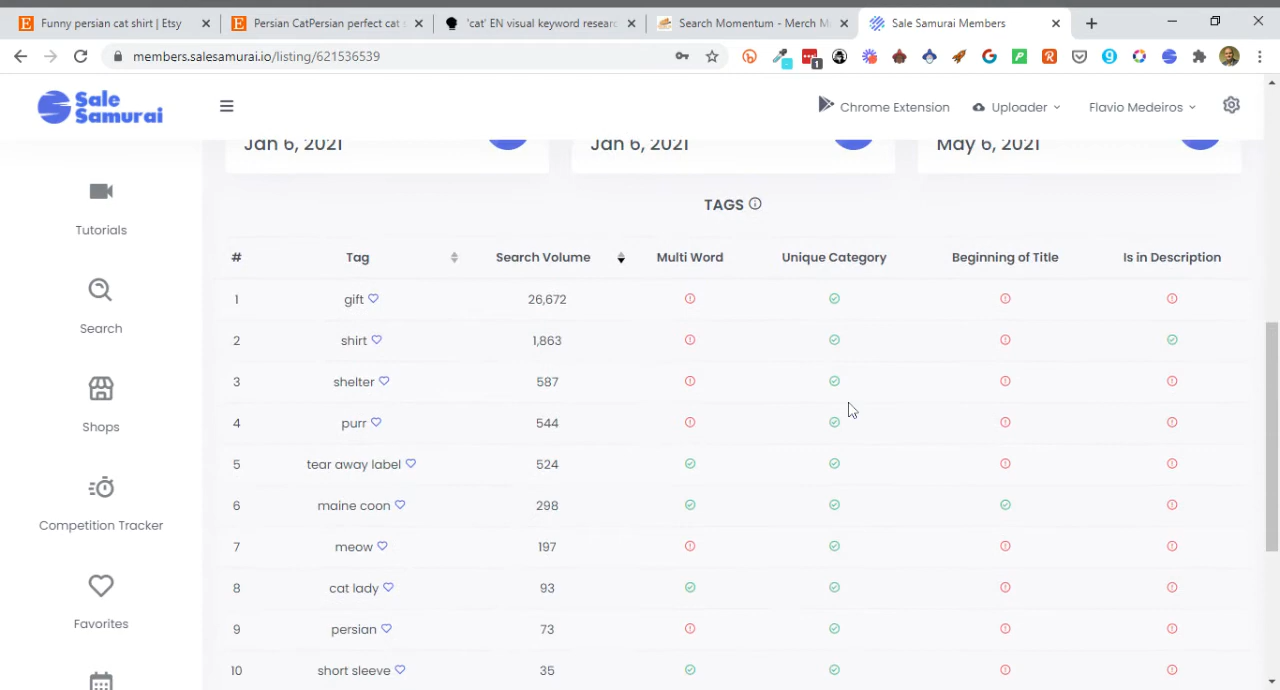 Funny persian cat shirt | Etsy
Persian CatPersian perfect cat s
'cat' EN visual keyword researc
Search Momentum - Merch M
Sale Samurai Members
members.salesamurai.io/listing/621536539
Sale Samurai
Chrome Extension
Uploader
Flavio Medeiros
Jan 6, 2021
Jan 6, 2021
May 6, 2021
Tutorials
Search
Shops
Competition Tracker
Favorites
TAGS
# Tag Search Volume Multi Word Unique Category Beginning of Title Is in Description
1 gift 26,672
2 shirt 1,863
3 shelter 587
4 purr 544
5 tear away label 524
6 maine coon 298
7 meow 197
8 cat lady 93
9 persian 73
10 short sleeve 35